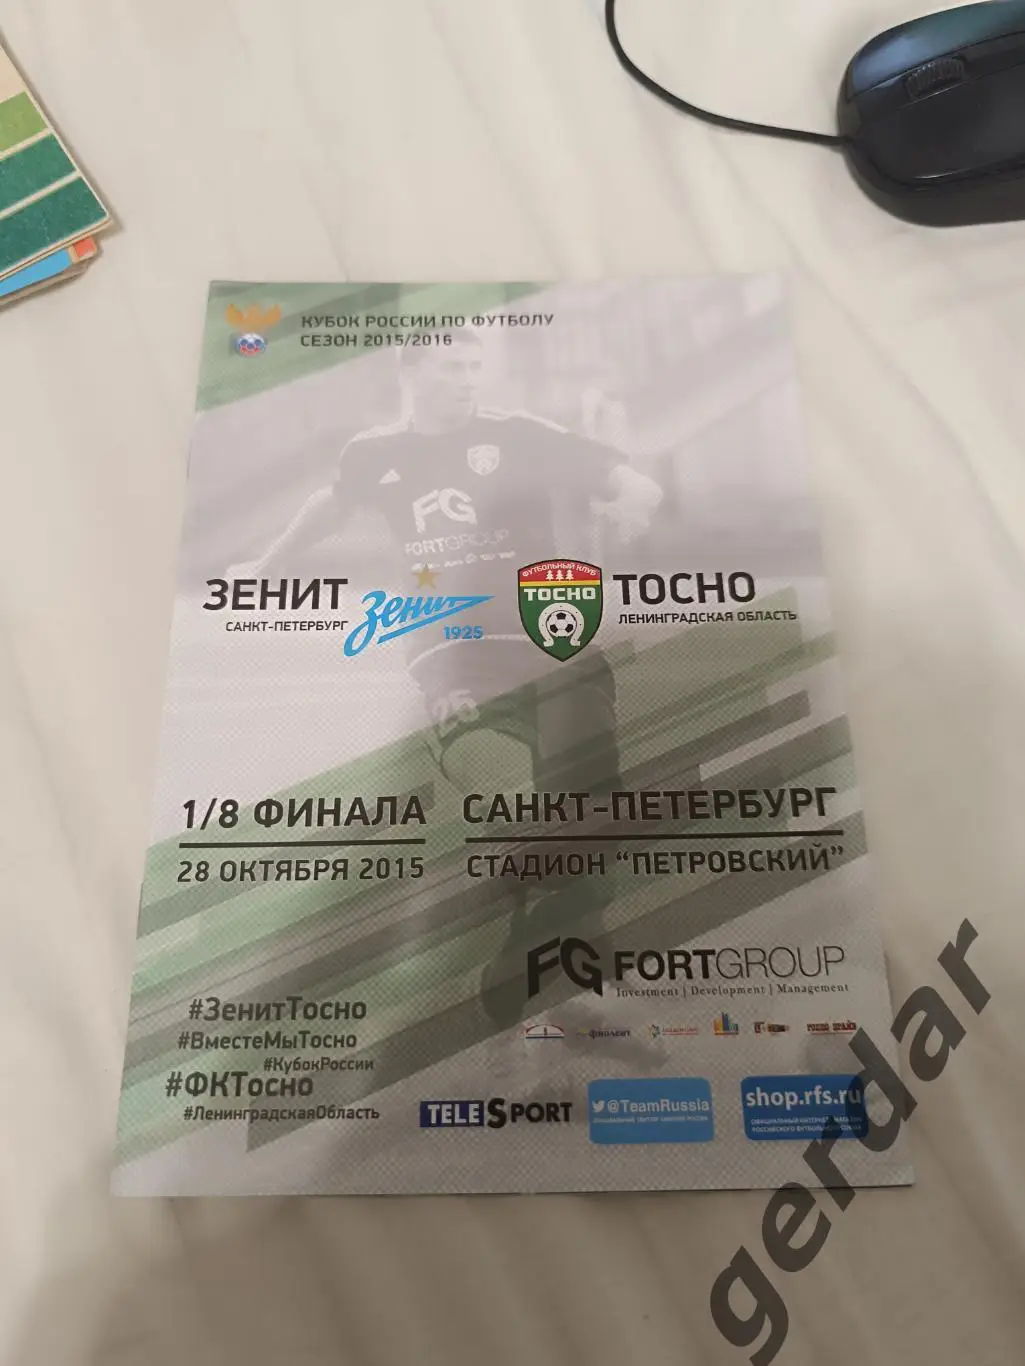 КУБОК РОССИИ ПО ФУТБОЛУ
СЕЗОН 2015/2016
FG
FORTGROUP
ЗЕНИТ
САНКТ-ПЕТЕРБУРГ
Зенит
1925
ФУТБОЛЬНЫЙ КЛУБ
ТОСНО
ТОСНО
ЛЕНИНГРАДСКАЯ ОБЛАСТЬ
25
1/8 ФИНАЛА
28 ОКТЯБРЯ 2015
САНКТ-ПЕТЕРБУРГ
СТАДИОН "ПЕТРОВСКИЙ"
FG FORTGROUP
Investment | Development | Management
#ЗенитТосно
#ВместеМыТосно
#КубокРоссии
#ФКТосно
#ЛенинградскаяОбласть
TELESPORT
@TeamRussia
shop.rfs.ru
gerdar